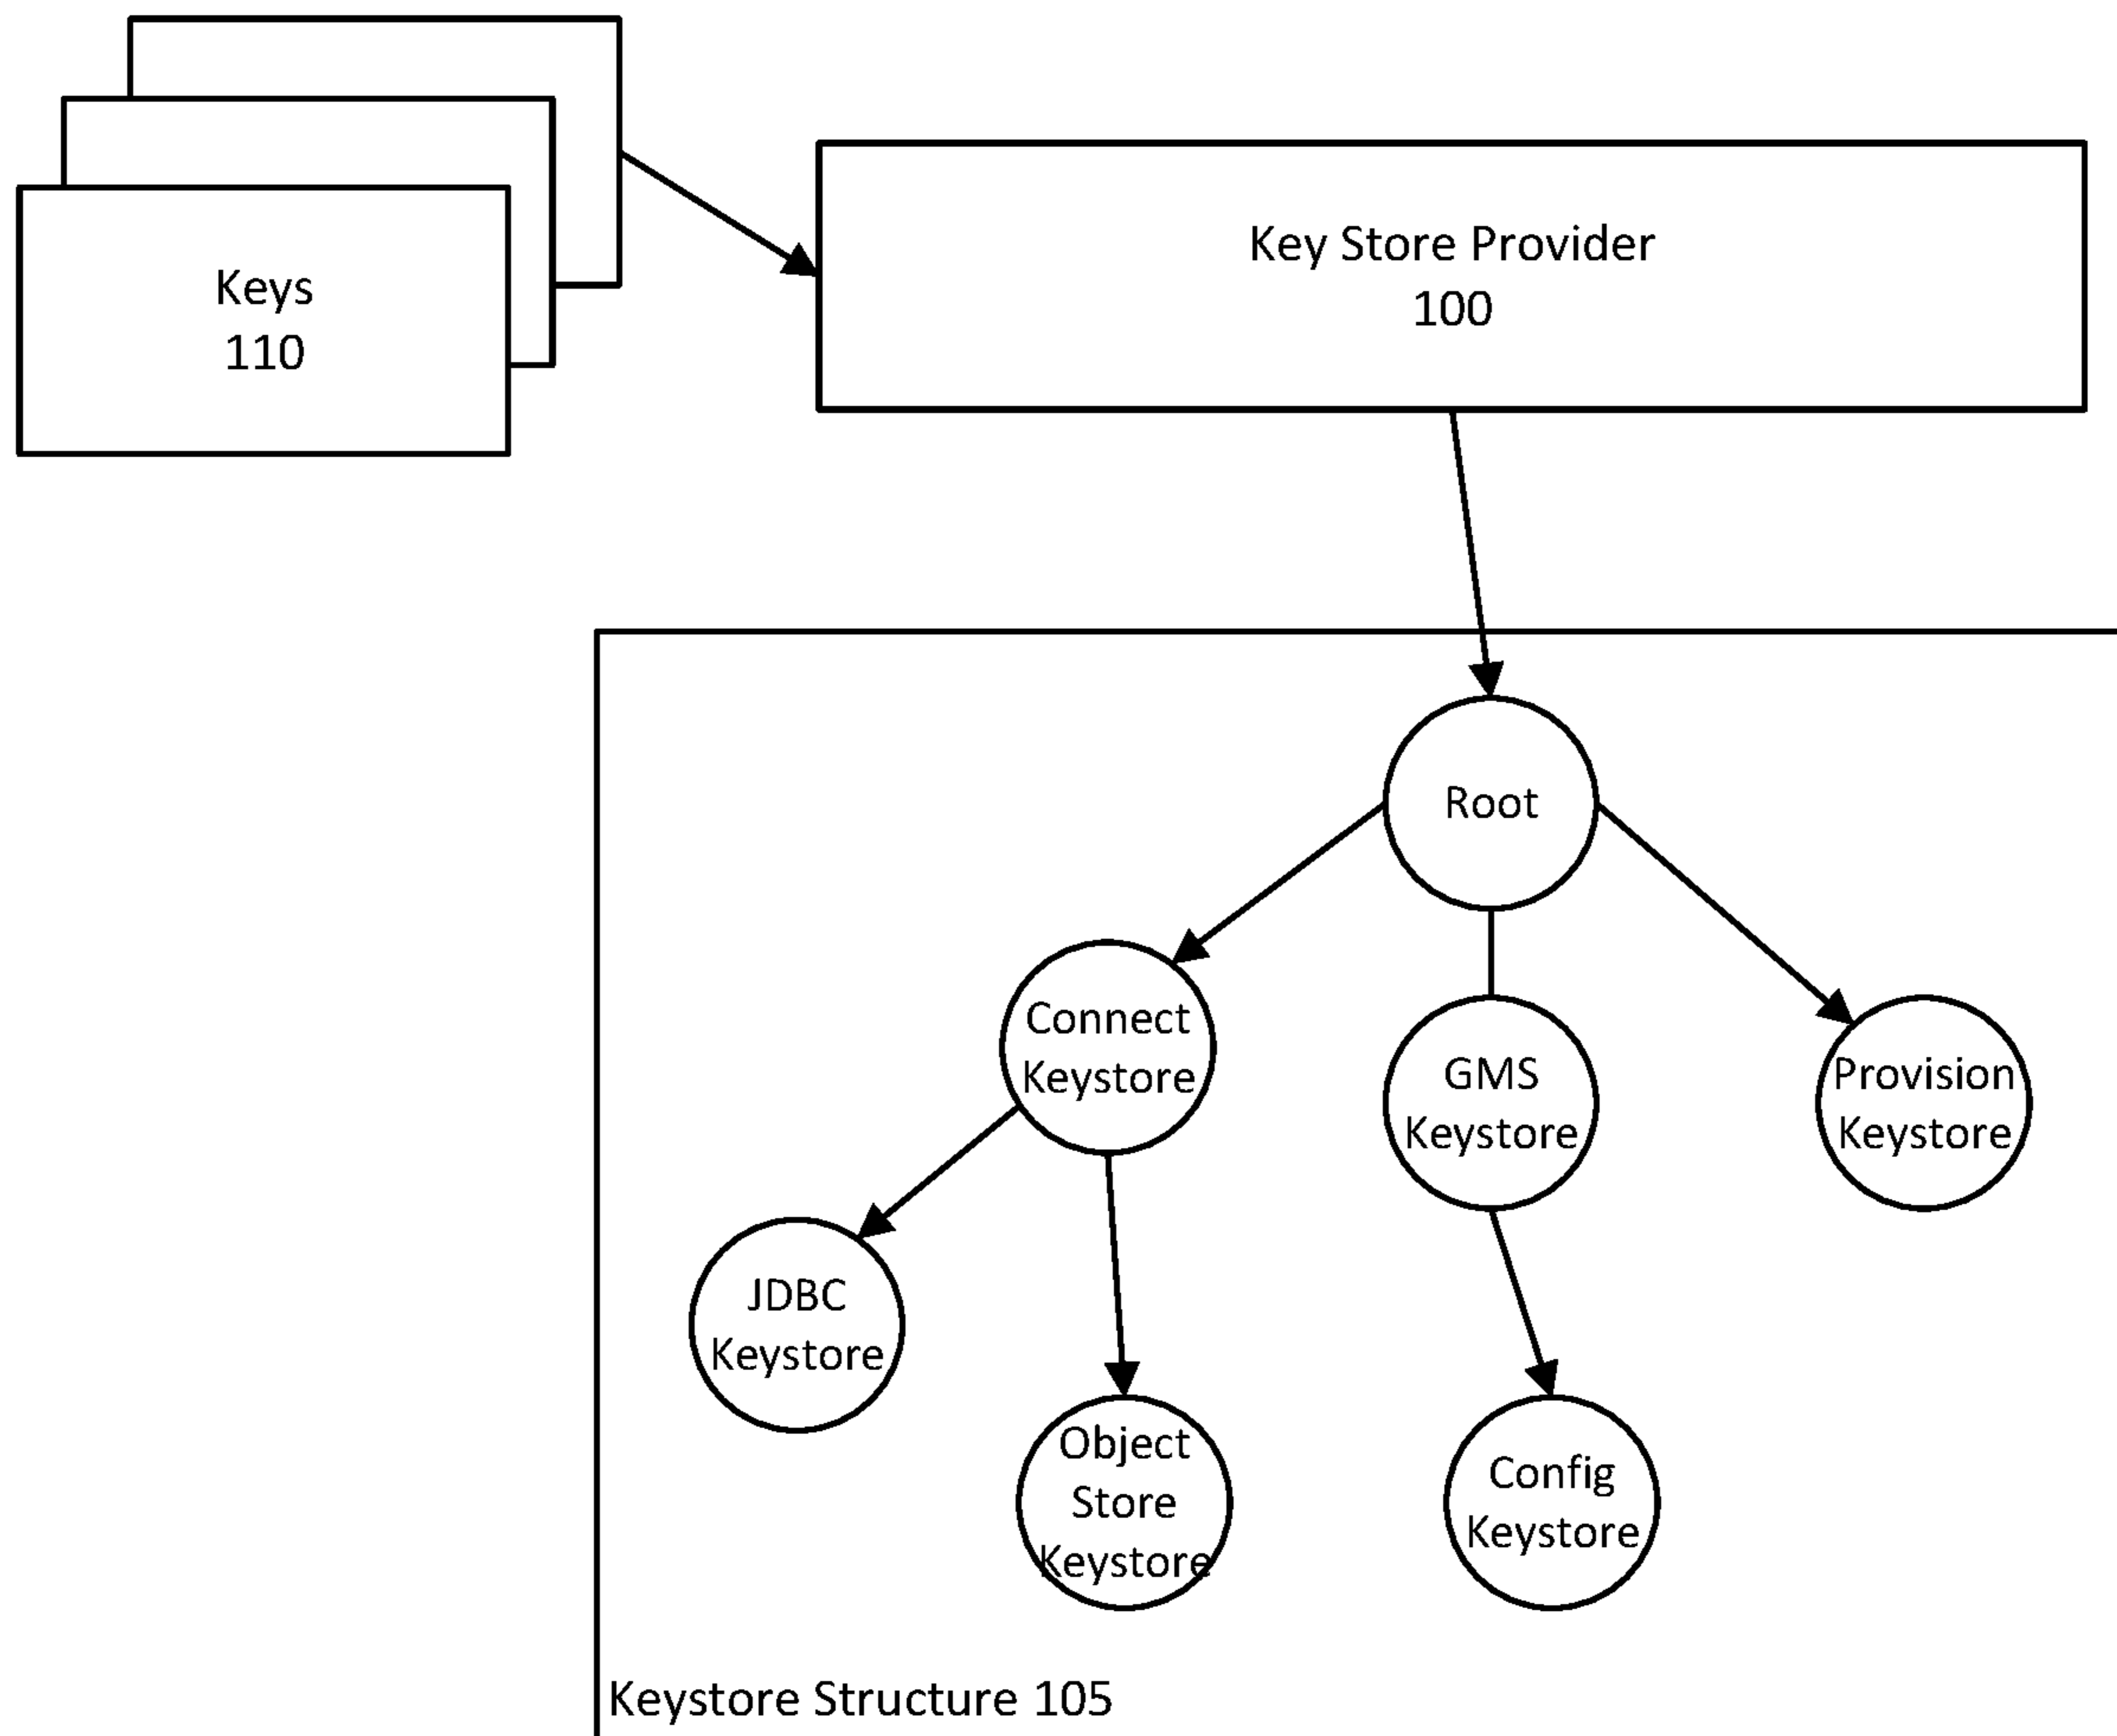 Keys
110
Key Store Provider
100
Root
Connect
Keystore
GMS
Keystore
Provision
Keystore
JDBC
Keystore
Object
Store
Keystore
Config
Keystore
Keystore Structure 105